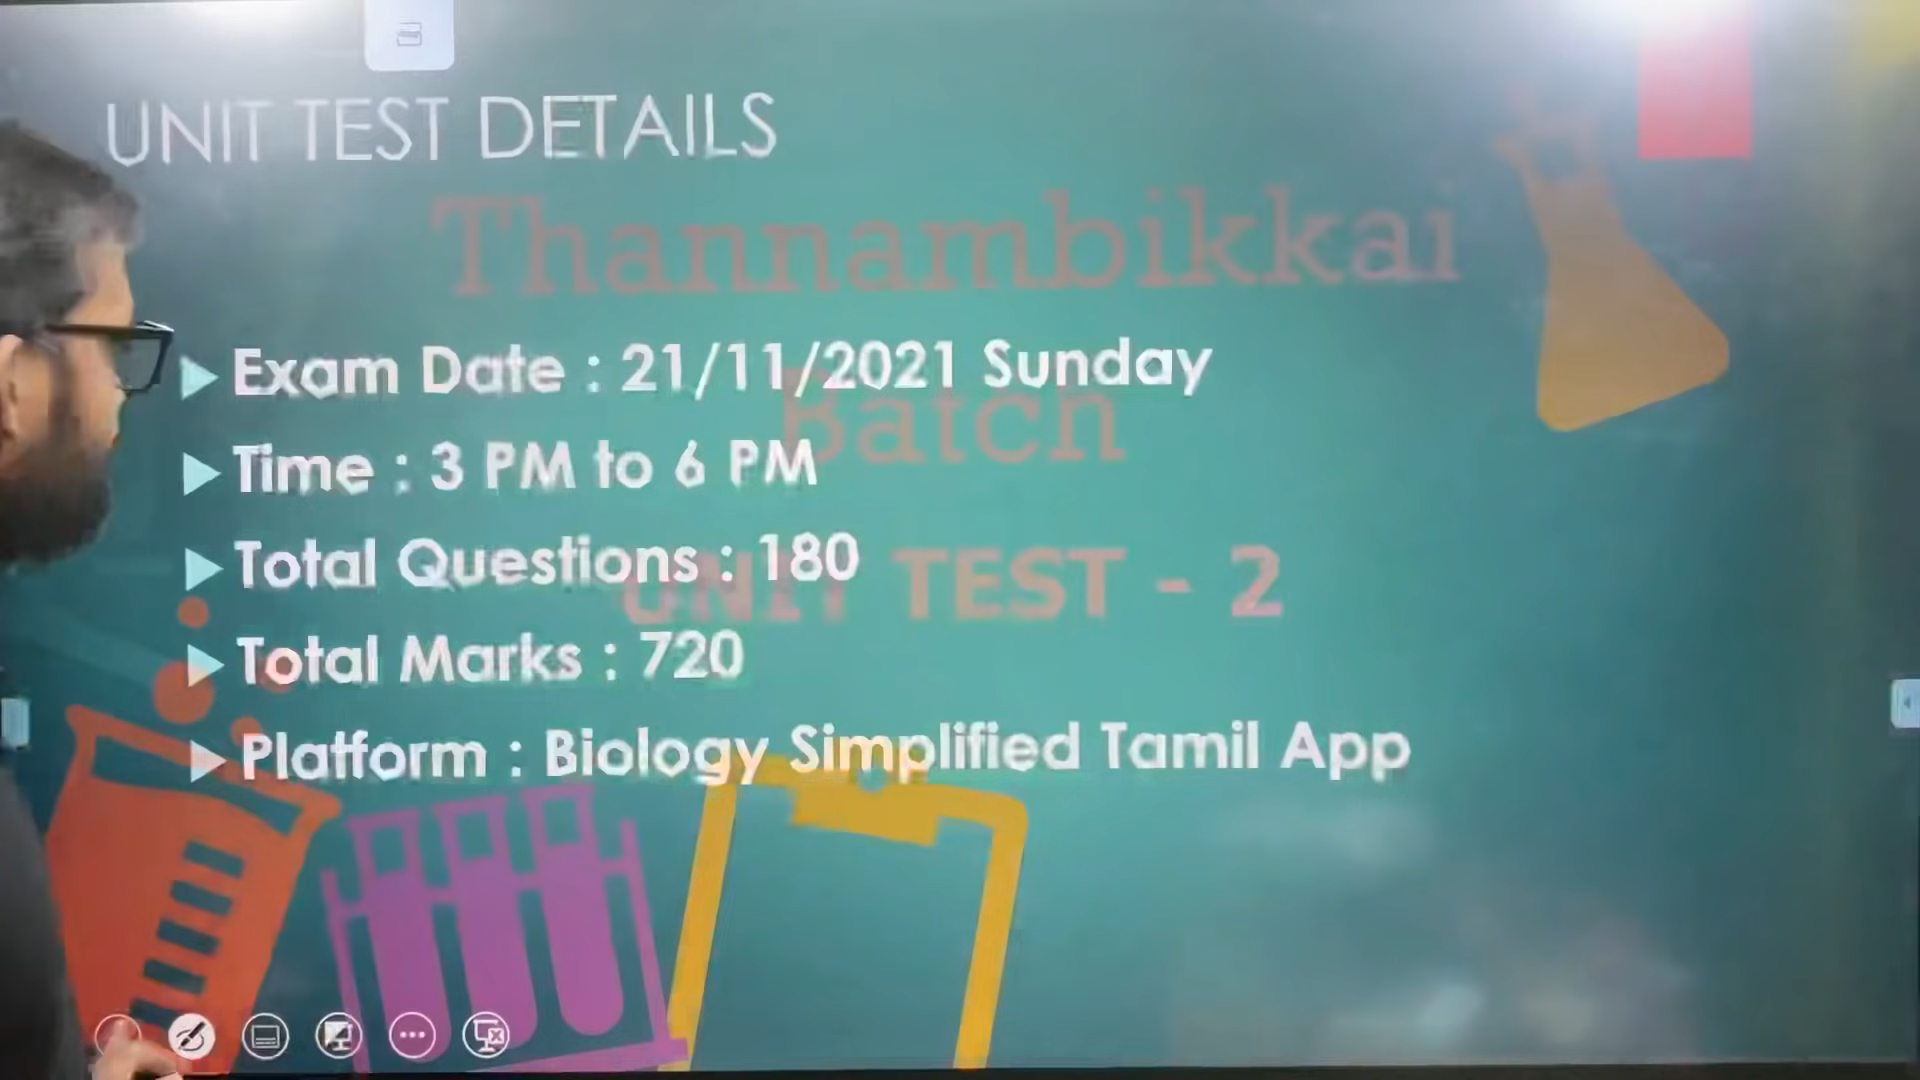 UNIT TEST DETAILS
Thannambikkai
Exam Date : 21/11/2021 Sunday
Batch
Time : 3 PM to 6 PM
Total Questions : 180
UNIT TEST - 2
Total Marks : 720
Platform : Biology Simplified Tamil App